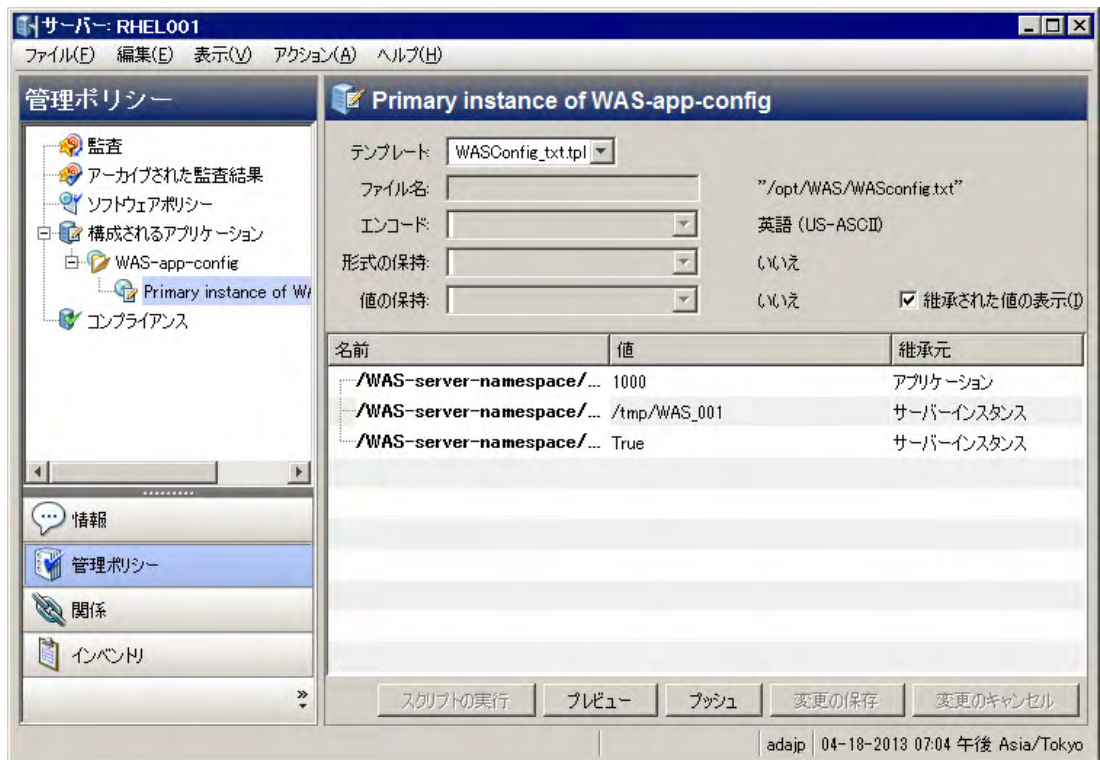 サーバー: RHEL001
ファイル(F) 編集(E) 表示(V) アクション(A) ヘルプ(H)
管理ポリシー
監査
アーカイブされた監査結果
ソフトウェアポリシー
構成されるアプリケーション
WAS-app-config
Primary instance of WA
コンプライアンス
情報
管理ポリシー
関係
インベントリ
Primary instance of WAS-app-config
テンプレート WASConfig_txt.tpl
ファイル名: "/opt/WAS/WASconfig.txt"
エンコード: 英語 (US-ASCII)
形式の保持: いいえ
値の保持: いいえ 継承された値の表示(I)
名前 値 継承元
/WAS-server-namespace/... 1000 アプリケーション
/WAS-server-namespace/... /tmp/WAS_001 サーバーインスタンス
/WAS-server-namespace/... True サーバーインスタンス
スクリプトの実行 プレビュー プッシュ 変更の保存 変更のキャンセル
adajp 04-18-2013 07:04 午後 Asia/Tokyo